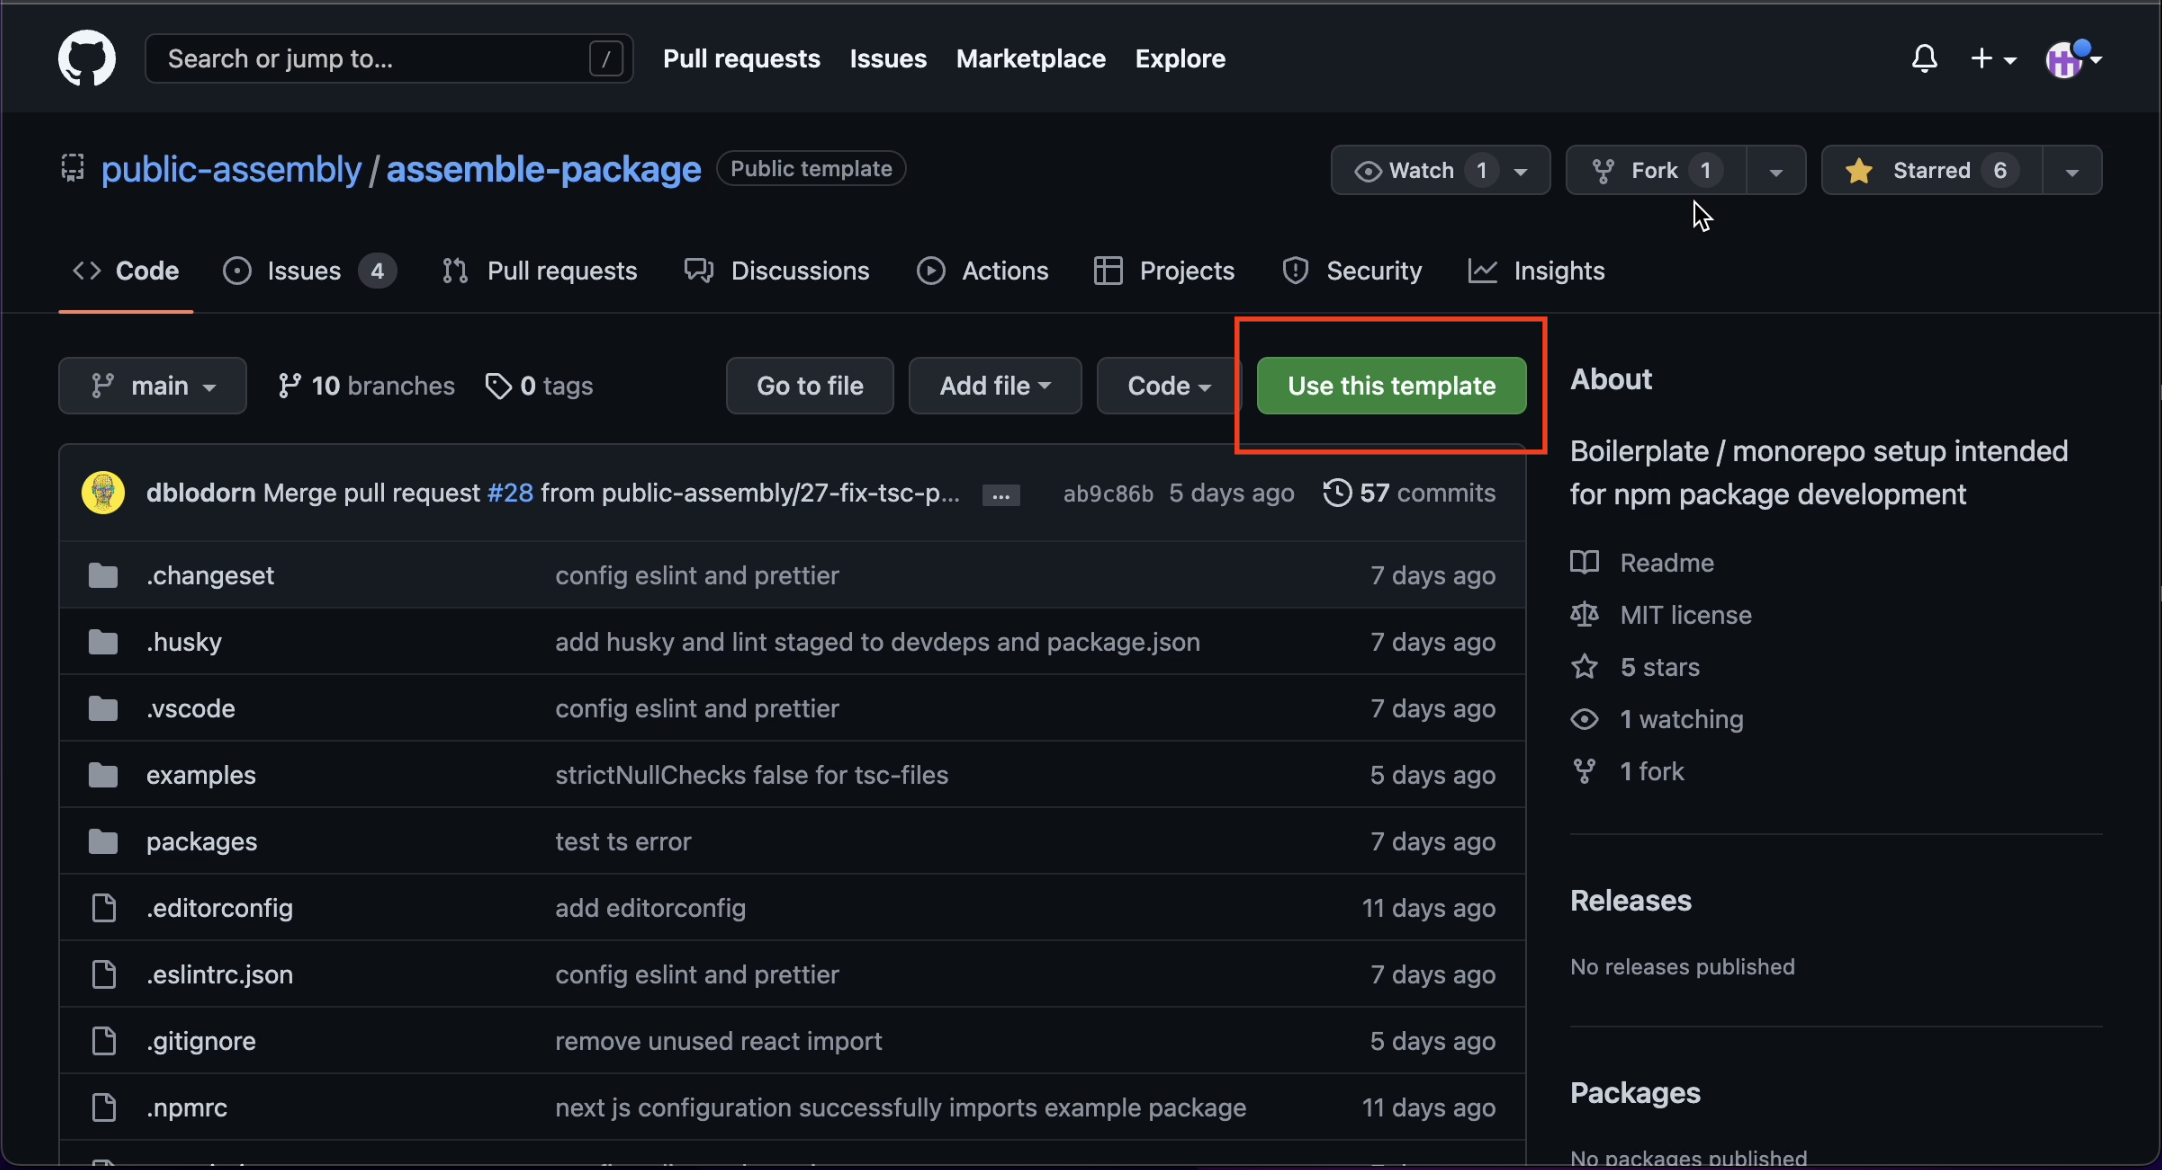 Search or jump to... /
Pull requests Issues Marketplace Explore
public-assembly / assemble-package Public template
Watch 1 Fork 1 Starred 6
Code Issues 4 Pull requests Discussions Actions Projects Security Insights
main 10 branches 0 tags Go to file Add file Code Use this template
dblodorn Merge pull request #28 from public-assembly/27-fix-tsc-p... ... ab9c86b 5 days ago 57 commits
.changeset config eslint and prettier 7 days ago
.husky add husky and lint staged to devdeps and package.json 7 days ago
.vscode config eslint and prettier 7 days ago
examples strictNullChecks false for tsc-files 5 days ago
packages test ts error 7 days ago
.editorconfig add editorconfig 11 days ago
.eslintrc.json config eslint and prettier 7 days ago
.gitignore remove unused react import 5 days ago
.npmrc next js configuration successfully imports example package 11 days ago
About
Boilerplate / monorepo setup intended
for npm package development
Readme
MIT license
5 stars
1 watching
1 fork
Releases
No releases published
Packages
No packages published